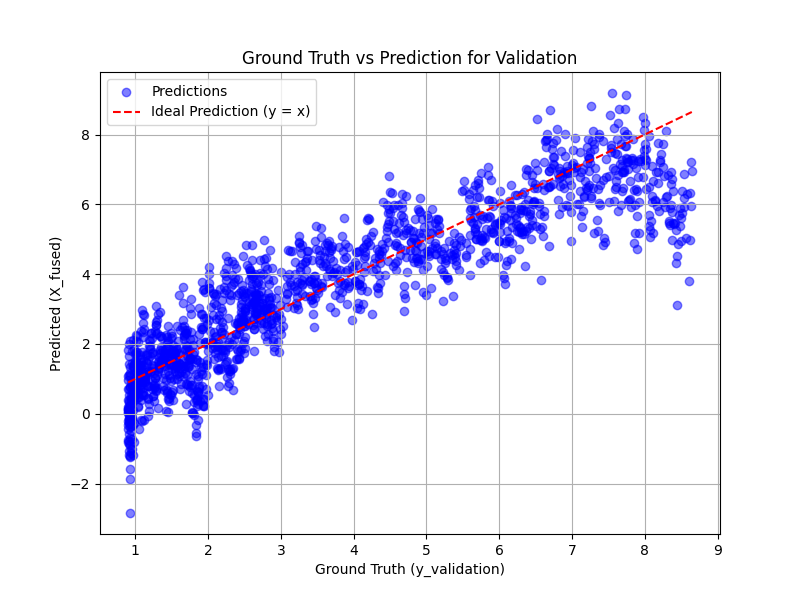 Ground Truth vs Prediction for Validation
Predictions
Ideal Prediction (y = x)
Predicted (X_fused)
8
6
4
2
0
−2
1 2 3 4 5 6 7 8 9
Ground Truth (y_validation)